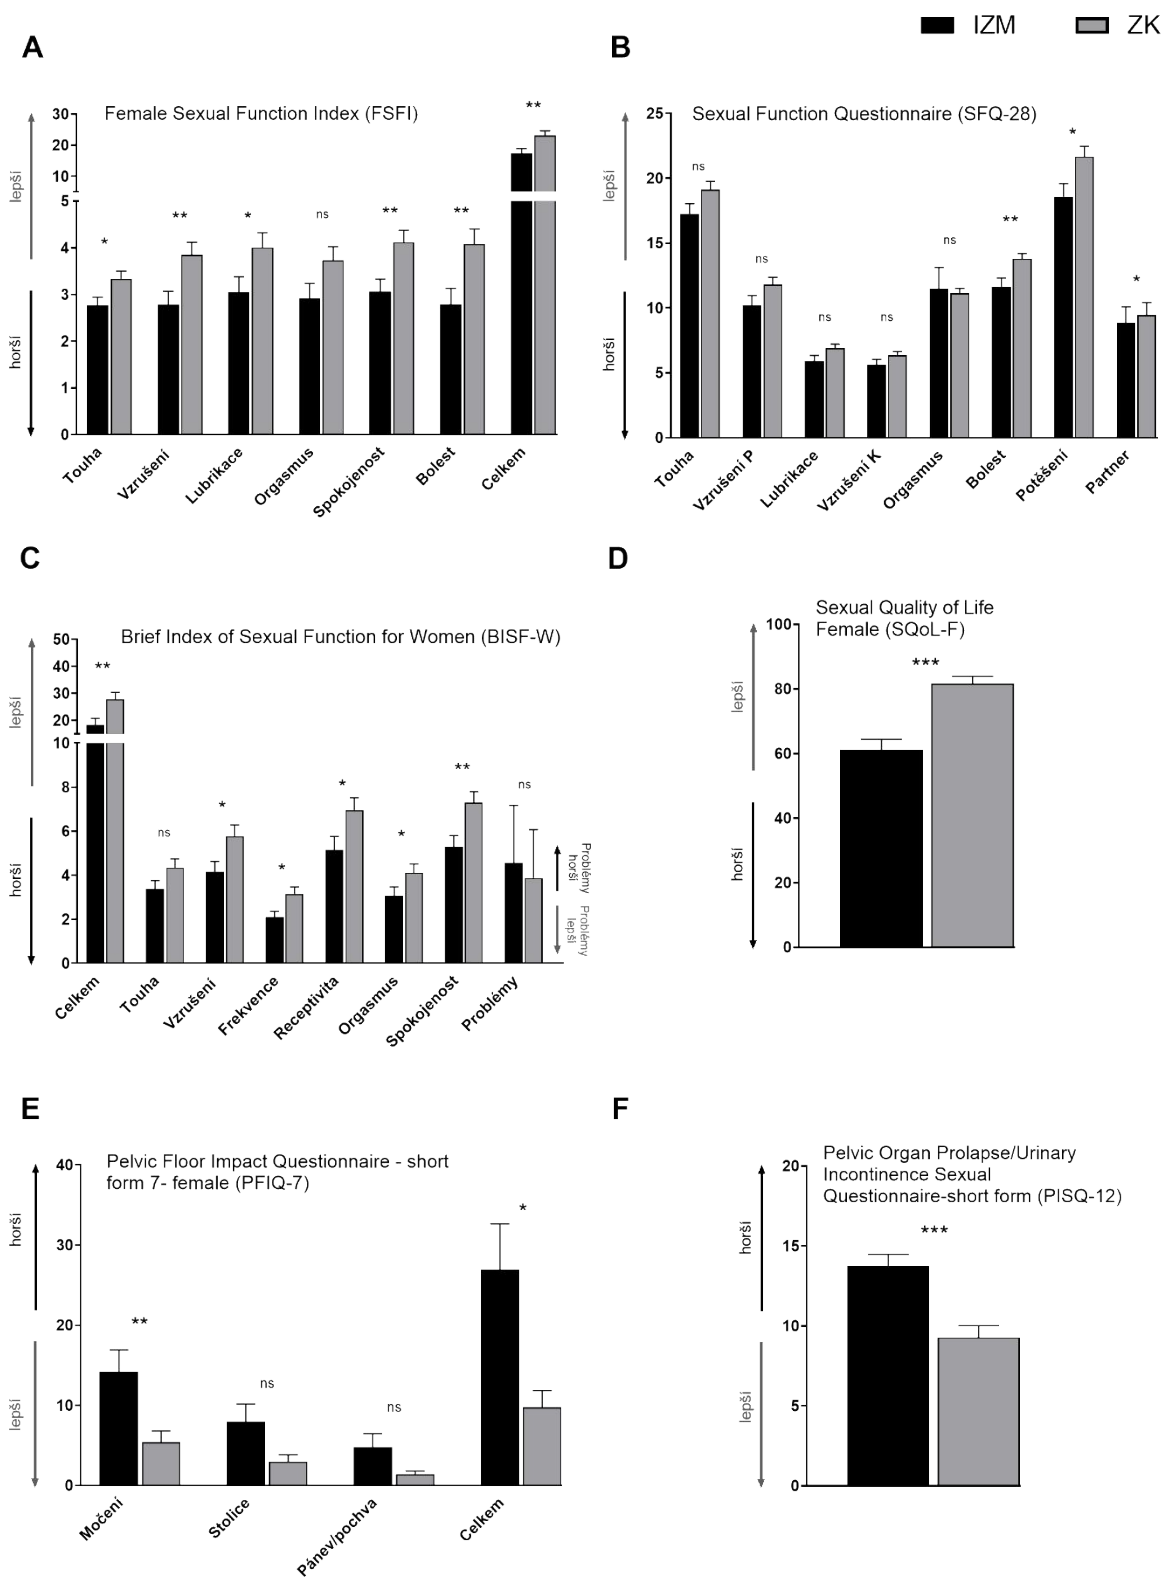 IZM ZK
A
Female Sexual Function Index (FSFI)
lepší
horší
30
20
10
5
4
3
2
1
0
*
**
*
ns
**
**
**
Touha
Vzrušení
Lubrikace
Orgasmus
Spokojenost
Bolest
Celkem
B
Sexual Function Questionnaire (SFQ-28)
lepší
horší
25
20
15
10
5
0
ns
ns
ns
ns
ns
**
*
*
Touha
Vzrušení P
Lubrikace
Vzrušení K
Orgasmus
Bolest
Potěšení
Partner
C
Brief Index of Sexual Function for Women (BISF-W)
lepší
horší
50
40
30
20
10
8
6
4
2
0
**
ns
*
*
*
*
**
ns
Problémy
horší
Problémy
lepší
Celkem
Touha
Vzrušení
Frekvence
Receptivita
Orgasmus
Spokojenost
Problémy
D
Sexual Quality of Life
Female (SQoL-F)
lepší
horší
100
80
60
40
20
0
***
E
Pelvic Floor Impact Questionnaire - short
form 7- female (PFIQ-7)
horší
lepší
40
30
20
10
0
**
ns
ns
*
Močení
Stolice
Pánev/pochva
Celkem
F
Pelvic Organ Prolapse/Urinary
Incontinence Sexual
Questionnaire-short form (PISQ-12)
horší
lepší
20
15
10
5
0
***